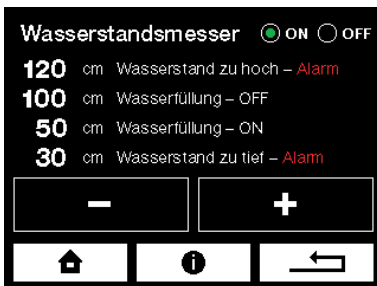 Wasserstandsmesser ON OFF
120 cm Wasserstand zu hoch – Alarm
100 cm Wasserfüllung – OFF
50 cm Wasserfüllung – ON
30 cm Wasserstand zu tief – Alarm
− +